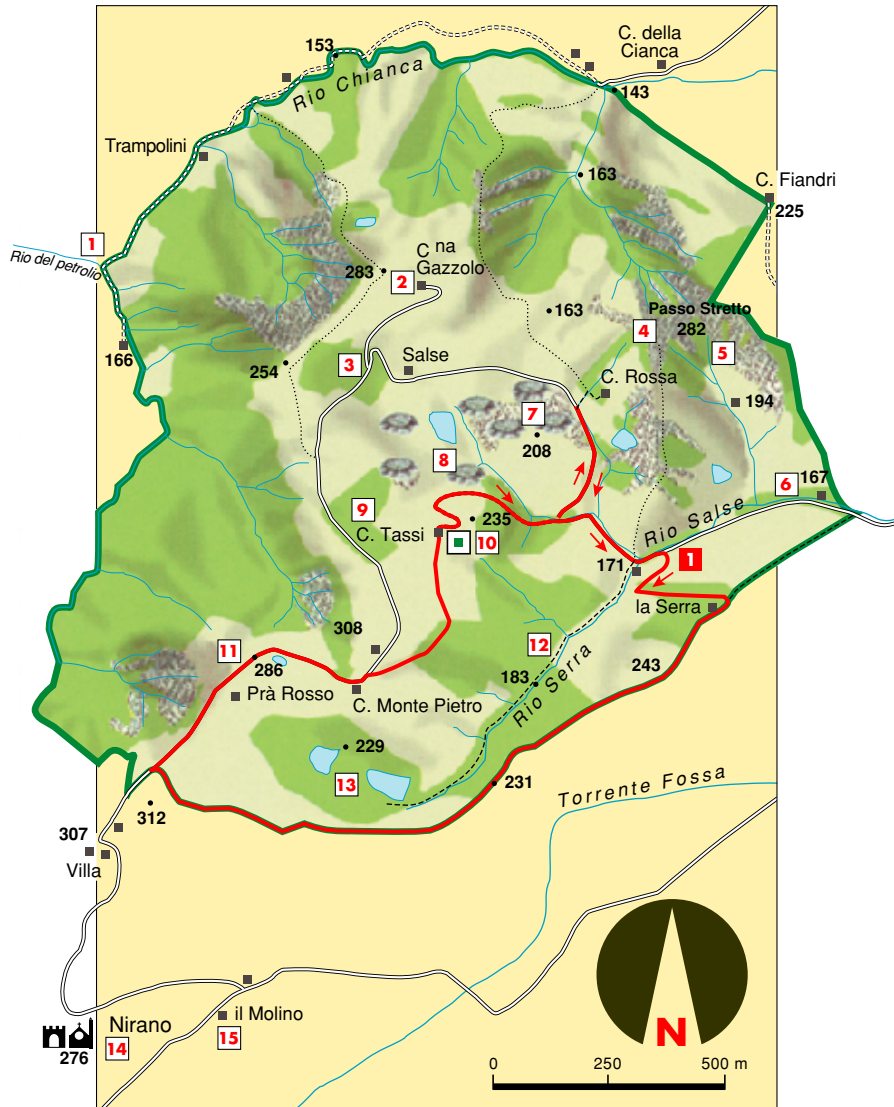 153
C. della
Cianca
Rio Chianca
143
Trampolini
163
C. Fiandri
225
1
Rio del petrolio
C na
Gazzolo
283
2
163
Passo Stretto
282
4
5
166
254
3
Salse
C. Rossa
194
7
208
8
6
167
9
235
C. Tassi
10
Rio Salse
171
1
la Serra
308
12
11
286
243
183
Rio Serra
Prà Rosso
C. Monte Pietro
229
13
231
Torrente Fossa
312
307
Villa
Nirano
276
14
il Molino
15
N
0
250
500 m